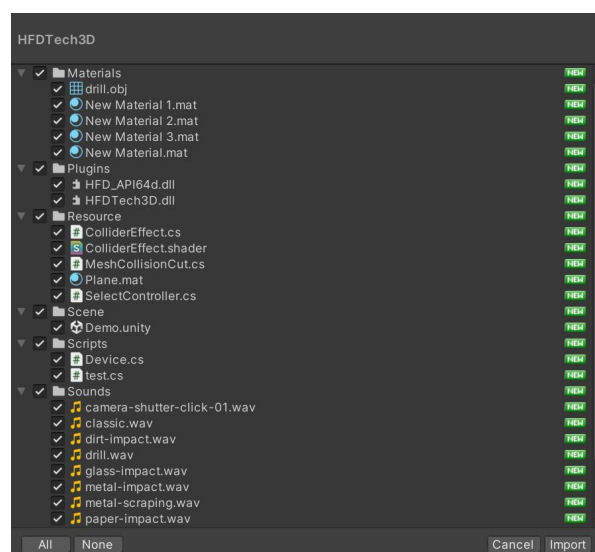 HFDTech3D
Materials NEW
drill.obj NEW
New Material 1.mat NEW
New Material 2.mat NEW
New Material 3.mat NEW
New Material.mat NEW
Plugins NEW
HFD_API64d.dll NEW
HFDTech3D.dll NEW
Resource NEW
# ColliderEffect.cs NEW
S ColliderEffect.shader NEW
# MeshCollisionCut.cs NEW
Plane.mat NEW
# SelectController.cs NEW
Scene NEW
Demo.unity NEW
Scripts NEW
# Device.cs NEW
# test.cs NEW
Sounds NEW
camera-shutter-click-01.wav NEW
classic.wav NEW
dirt-impact.wav NEW
drill.wav NEW
glass-impact.wav NEW
metal-impact.wav NEW
metal-scraping.wav NEW
paper-impact.wav NEW
All None Cancel Import